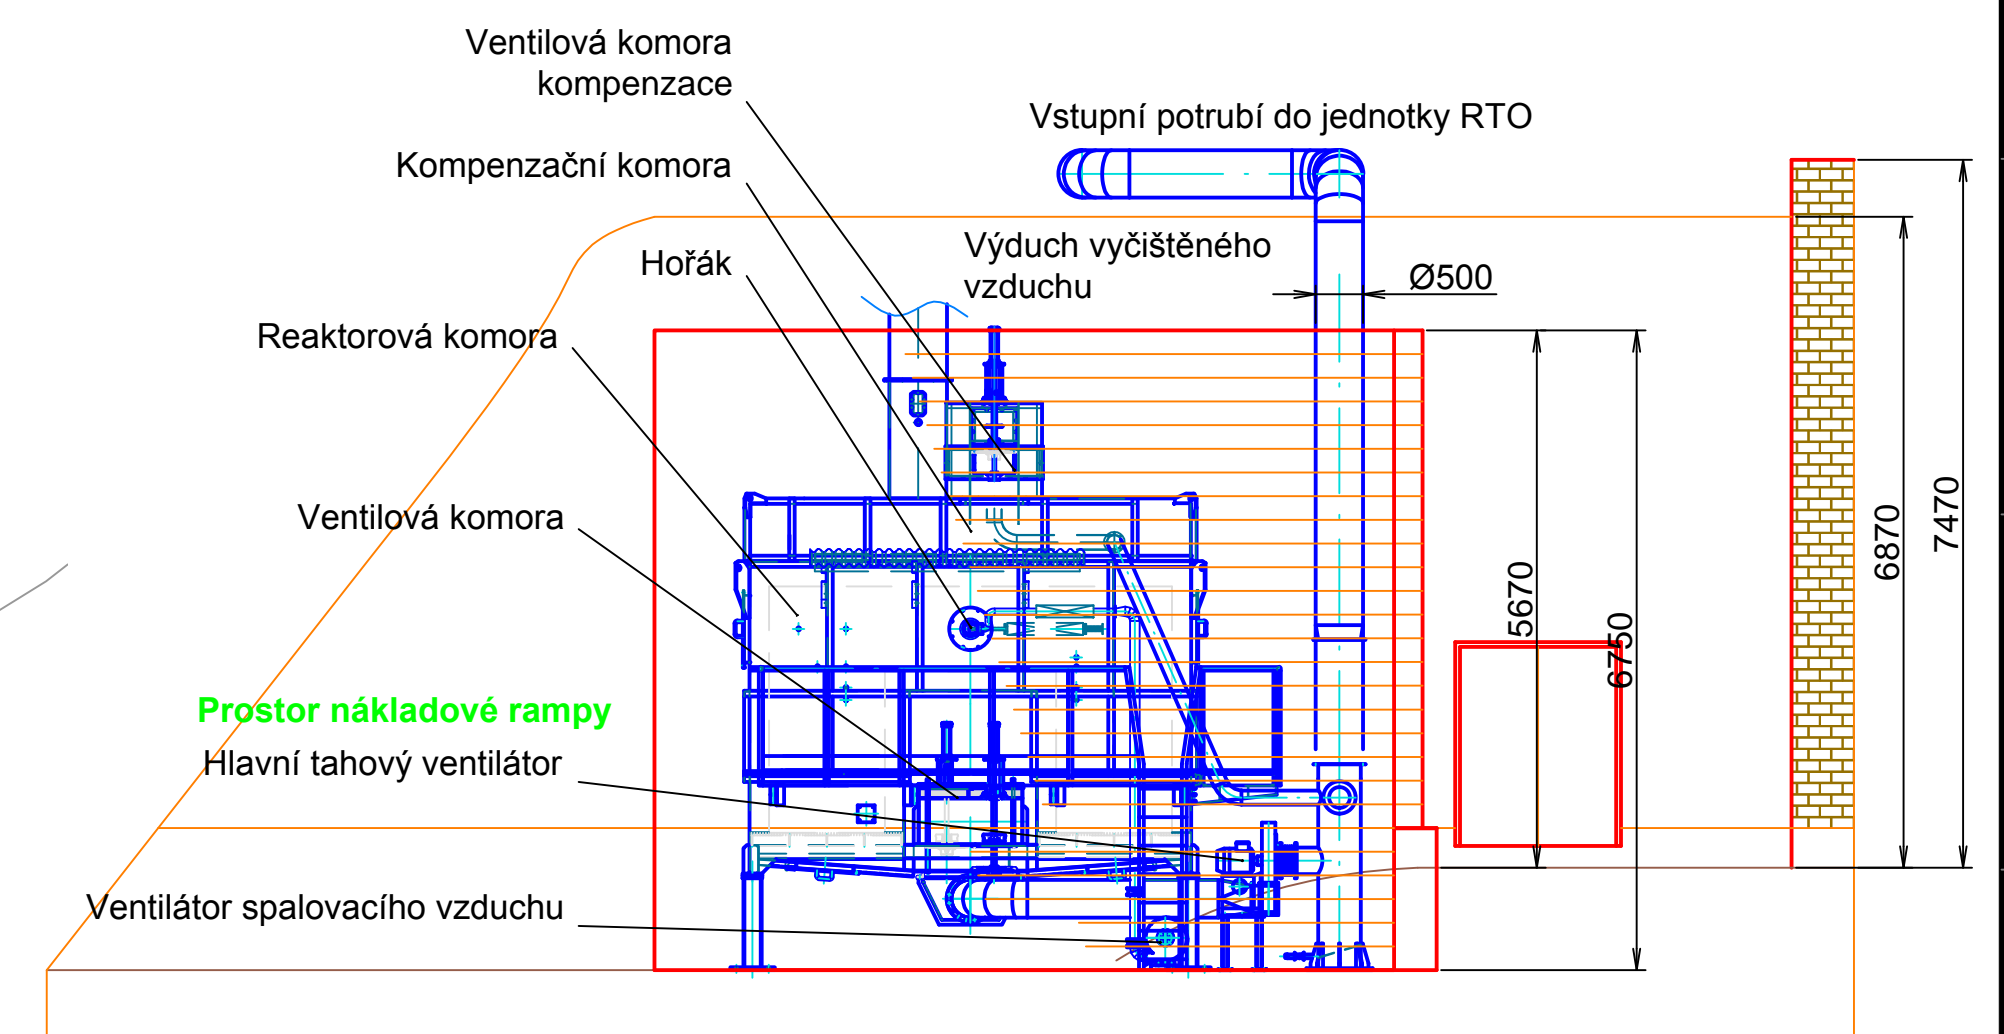 Ventilová komora
kompenzace
Vstupní potrubí do jednotky RTO
Kompenzační komora
Výduch vyčištěného
vzduchu
Hořák
Ø500
Reaktorová komora
Ventilová komora
7470
6870
5670
6750
Prostor nákladové rampy
Hlavní tahový ventilátor
Ventilátor spalovacího vzduchu